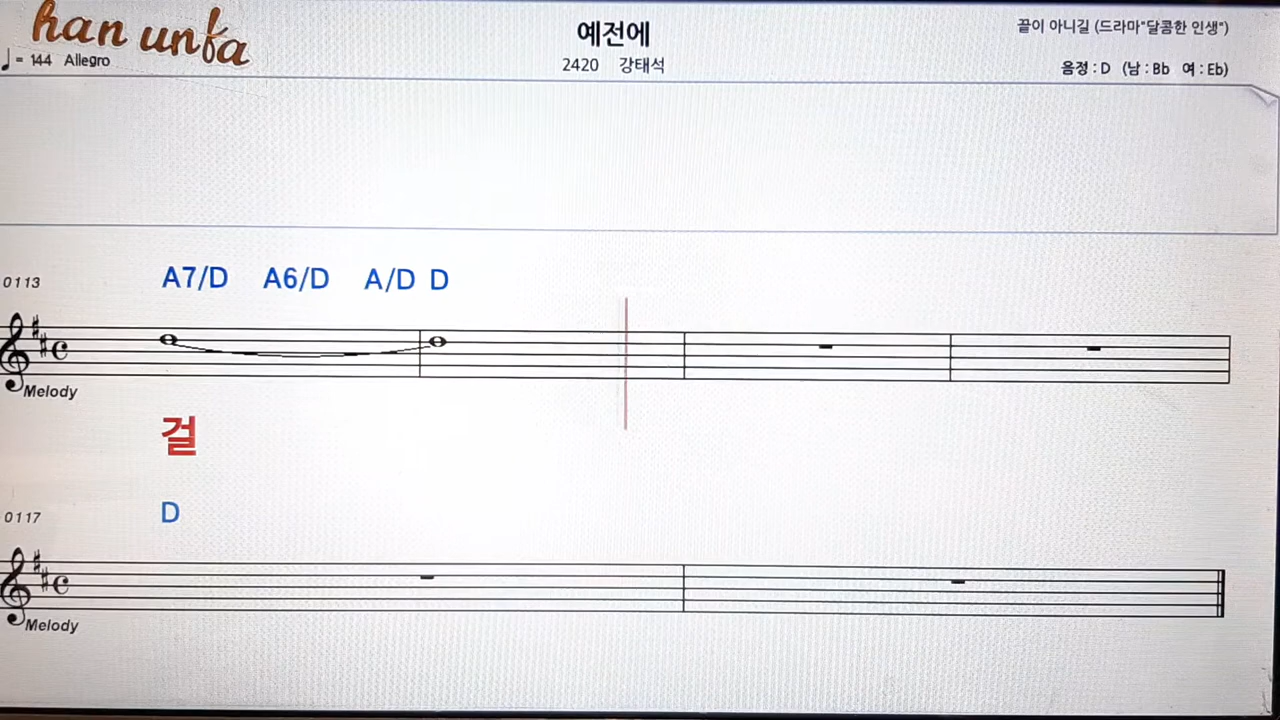 han unfa
예전에
끝이 아니길 (드라마"달콤한 인생")
♩= 144 Allegro
2420 강태석
음정 : D (남 : Bb 여 : Eb)
0113 A7/D A6/D A/D D
Melody
걸
0117 D
Melody